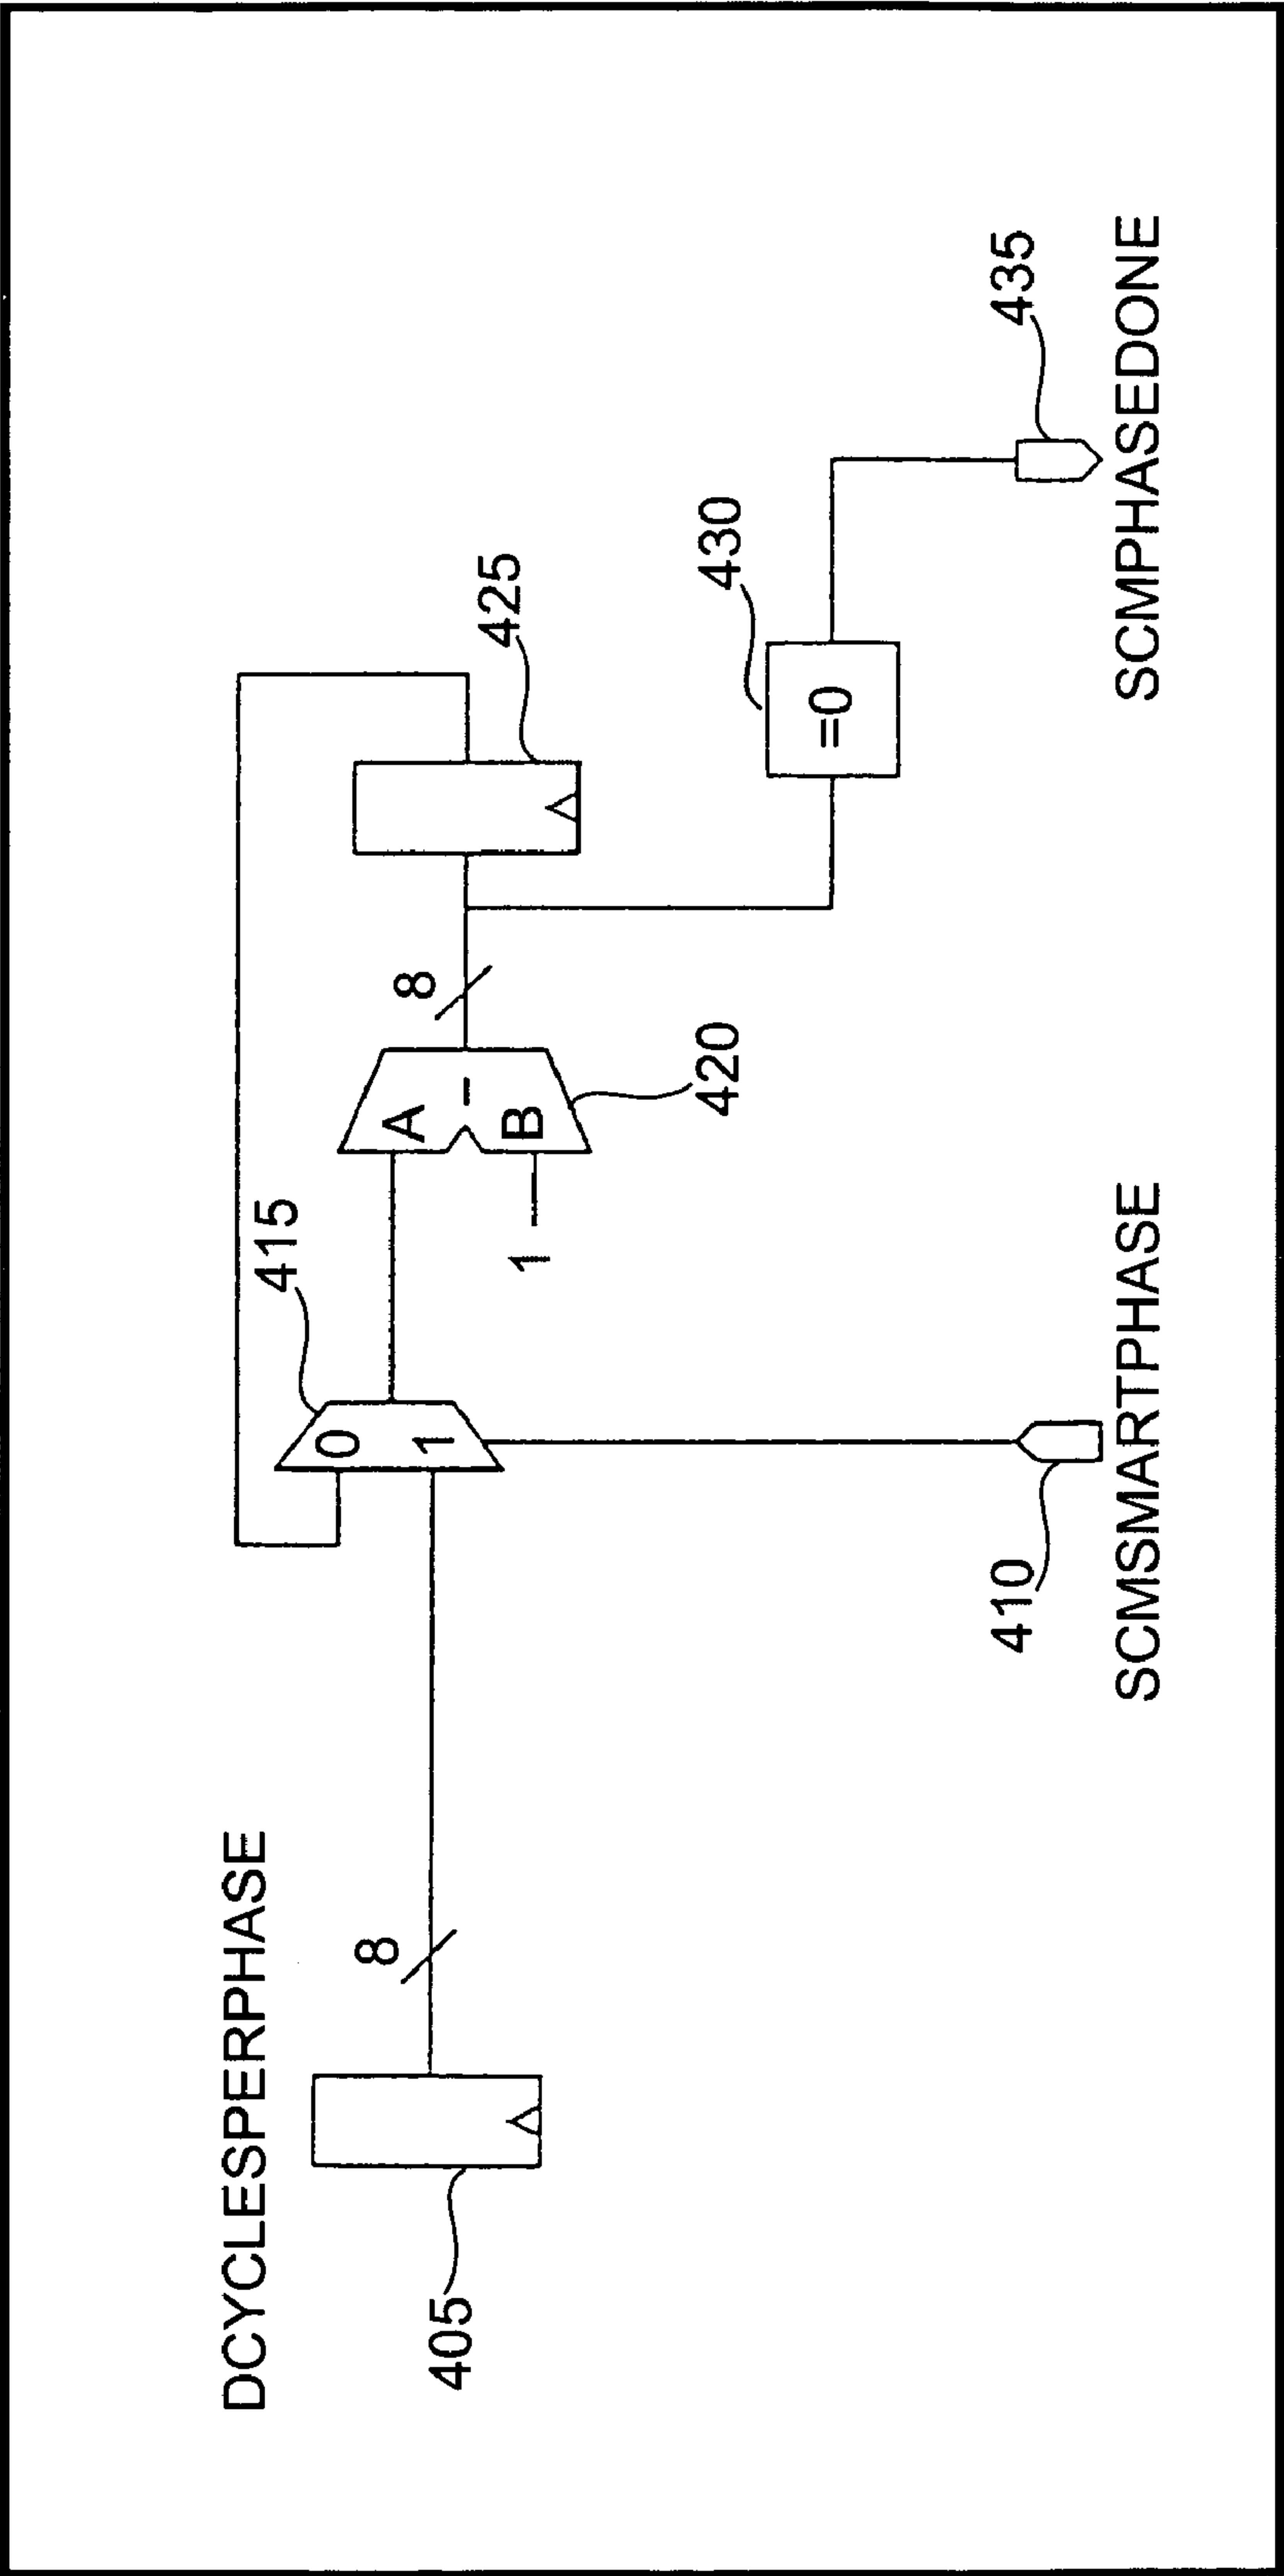 DCYCLESPERPHASE
405
8
0
1
415
A
–
B
1
420
8
425
=0
430
410
SCMSMARTPHASE
435
SCMPHASEDONE